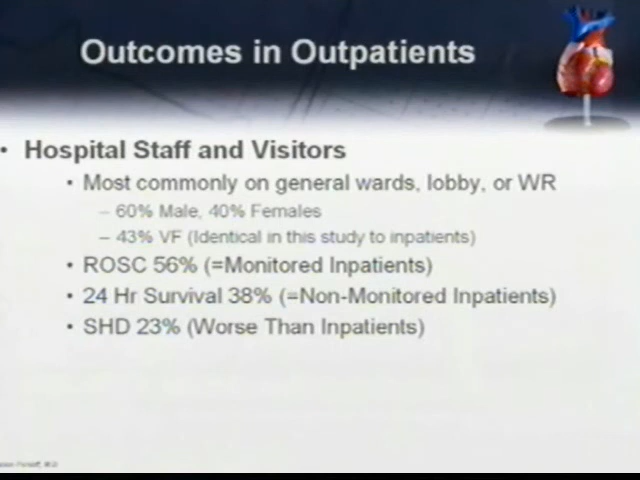 Outcomes in Outpatients
• Hospital Staff and Visitors
• Most commonly on general wards, lobby, or WR
– 60% Male, 40% Females
– 43% VF (Identical in this study to inpatients)
• ROSC 56% (=Monitored Inpatients)
• 24 Hr Survival 38% (=Non-Monitored Inpatients)
• SHD 23% (Worse Than Inpatients)